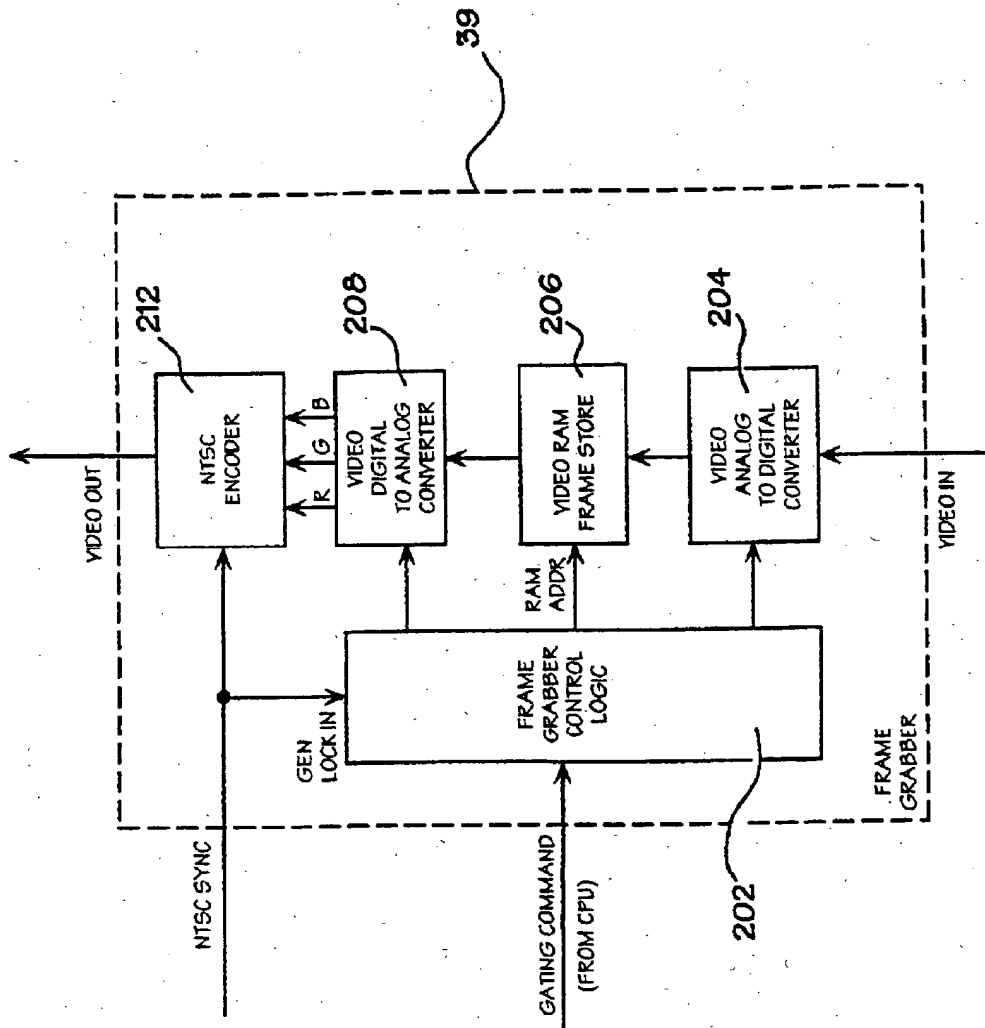 39
VIDEO OUT
212
NTSC
ENCODER
R
G
B
208
VIDEO
DIGITAL
TO ANALOG
CONVERTER
206
VIDEO RAM
FRAME STORE
204
VIDEO
ANALOG
TO DIGITAL
CONVERTER
VIDEO IN
RAM
ADDR
NTSC SYNC
GEN
LOCK IN
FRAME
GRABBER
CONTROL
LOGIC
GATING COMMAND
(FROM CPU)
202
FRAME
GRABBER